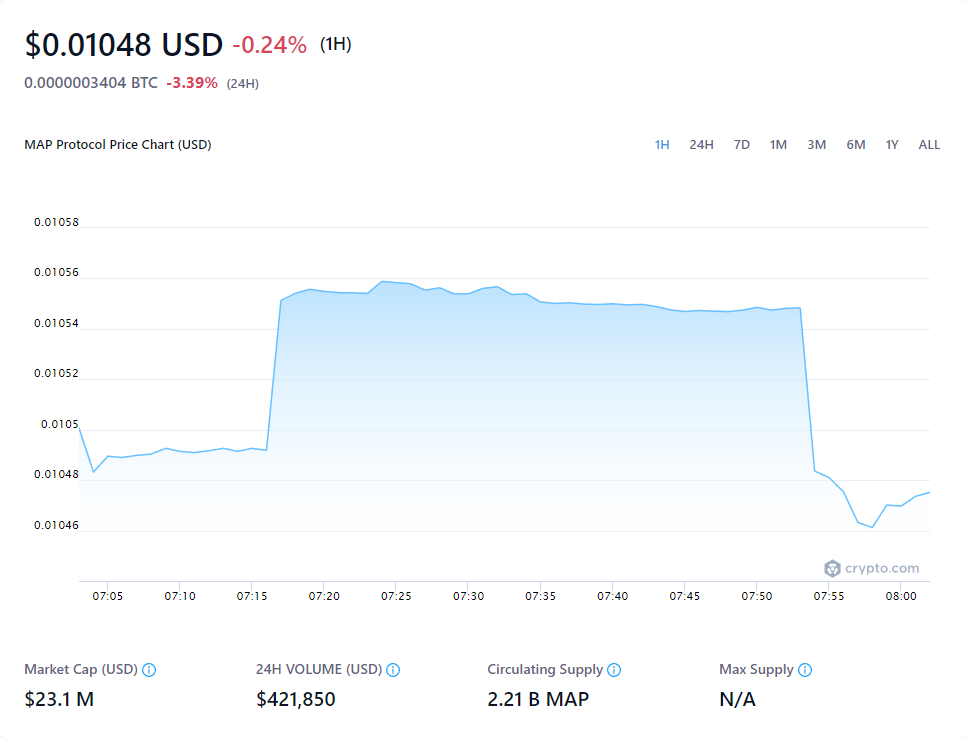 $0.01048 USD -0.24% (1H)
0.0000003404 BTC -3.39% (24H)
MAP Protocol Price Chart (USD)
1H 24H 7D 1M 3M 6M 1Y ALL
0.01058
0.01056
0.01054
0.01052
0.0105
0.01048
0.01046
crypto.com
07:05 07:10 07:15 07:20 07:25 07:30 07:35 07:40 07:45 07:50 07:55 08:00
Market Cap (USD) 24H VOLUME (USD) Circulating Supply Max Supply
$23.1 M $421,850 2.21 B MAP N/A